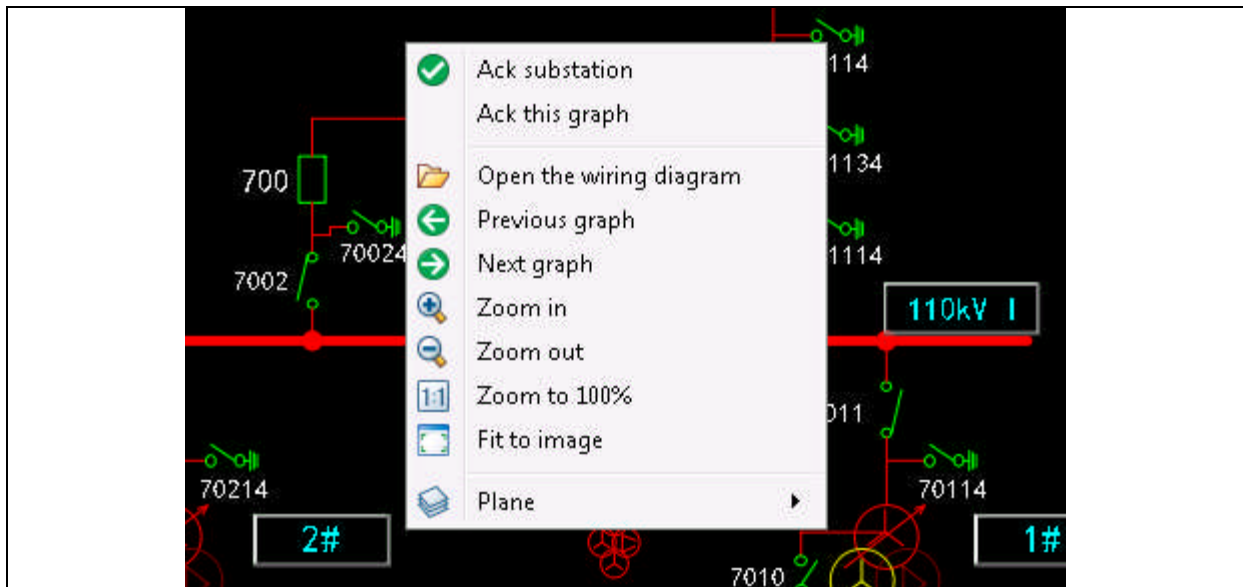 114
Ack substation
Ack this graph
1134
700
Open the wiring diagram
Previous graph
70024
1114
Next graph
7002
Zoom in
110kV I
Zoom out
1:1
Zoom to 100%
011
Fit to image
70214
70114
Plane
2#
1#
7010